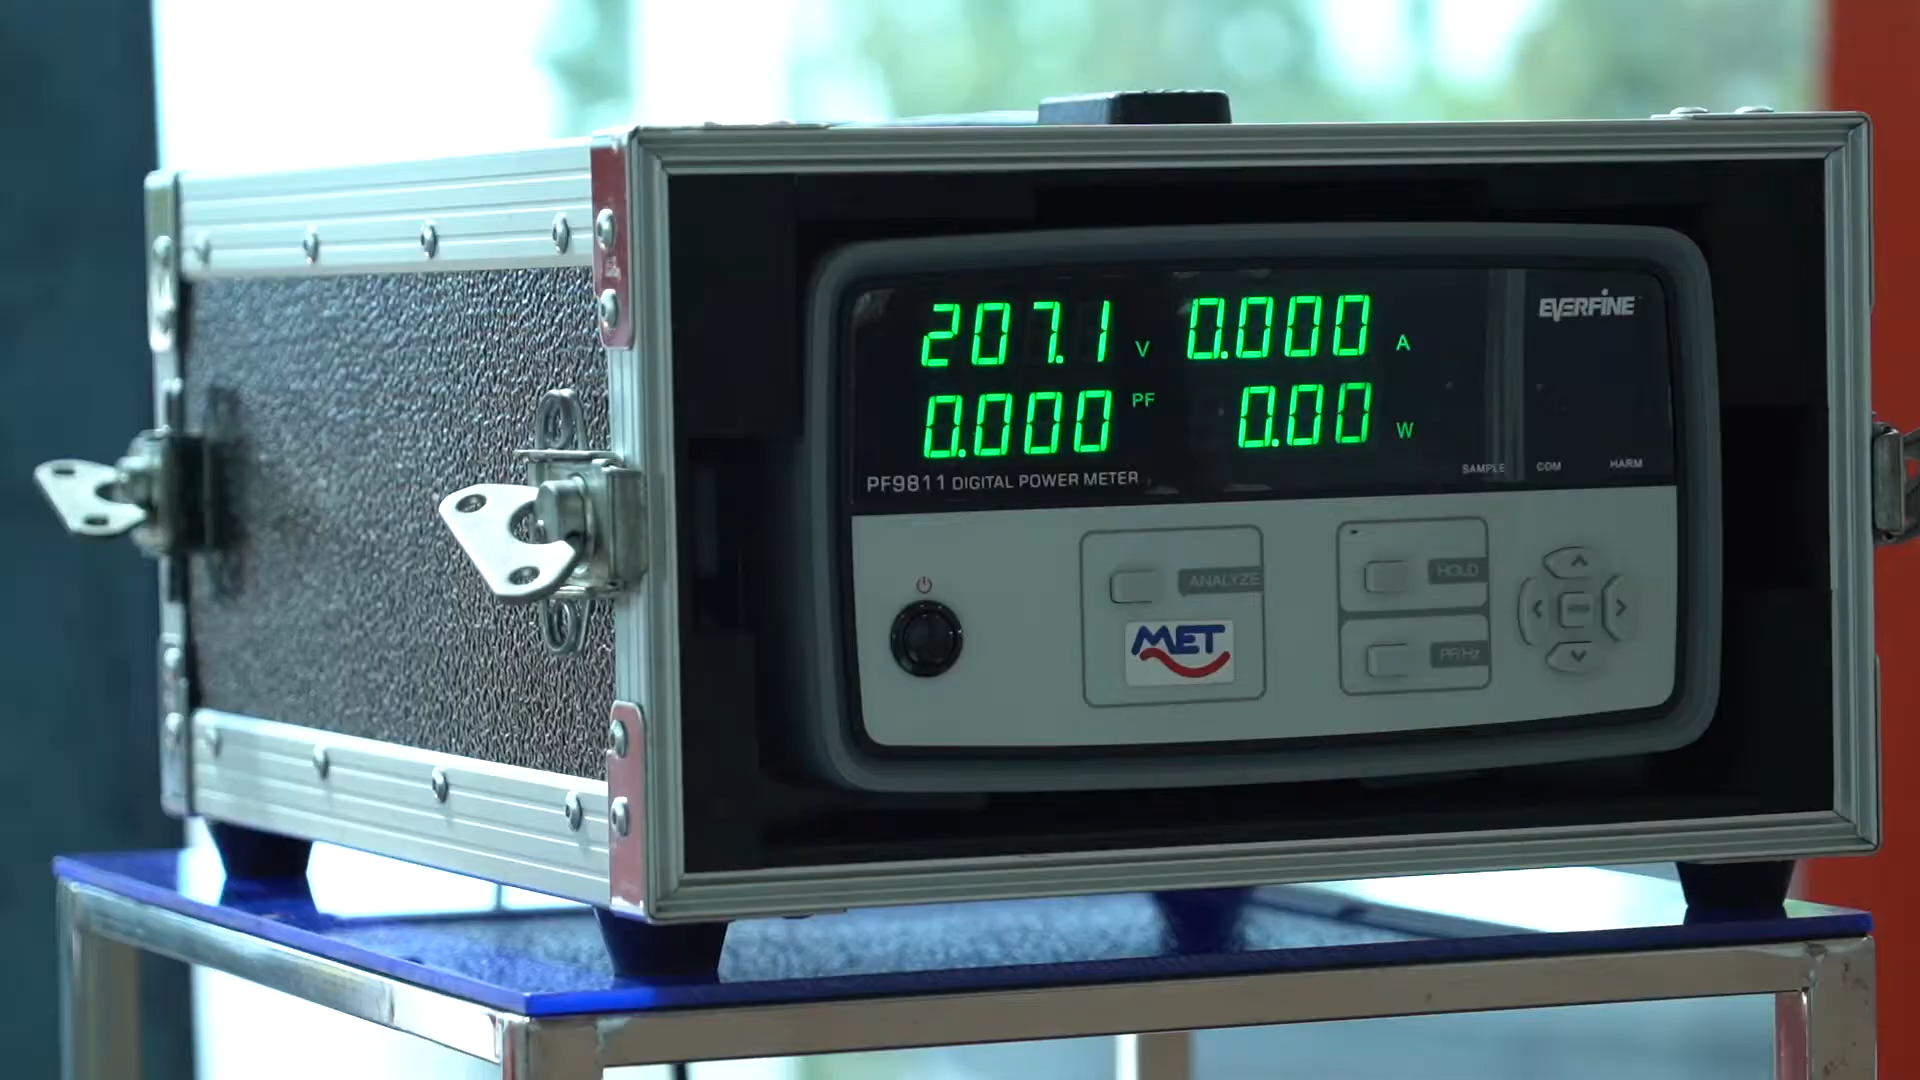 207.1 V 0.000 A
0.000 PF 0.00 W
EVERFINE
PF9811 DIGITAL POWER METER
SAMPLE COM HARM
ANALYZE
HOLD
PF/Hz
MET